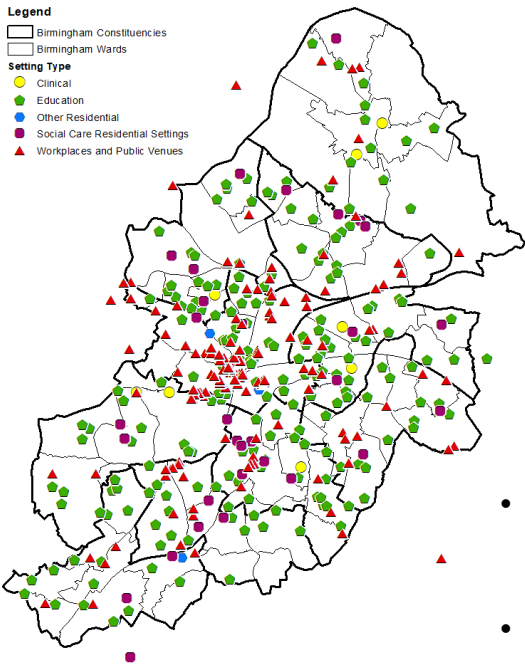 Legend
Birmingham Constituencies
Birmingham Wards
Setting Type
Clinical
Education
Other Residential
Social Care Residential Settings
Workplaces and Public Venues